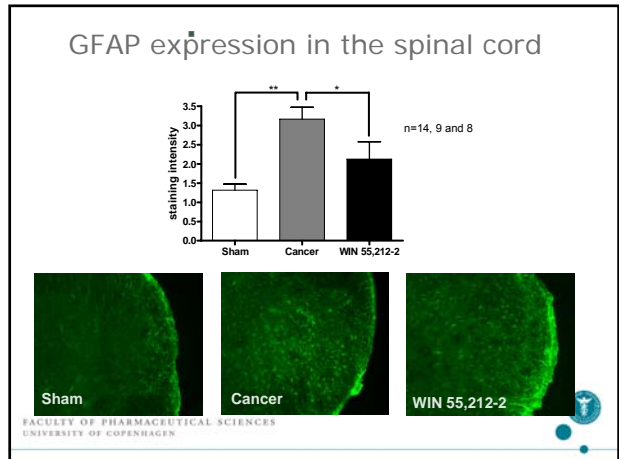 GFAP expression in the spinal cord
** *
3.5
3.0
2.5
2.0
1.5
1.0
0.5
0.0
staining intensity
n=14, 9 and 8
Sham Cancer WIN 55,212-2
Sham Cancer WIN 55,212-2
FACULTY OF PHARMACEUTICAL SCIENCES
UNIVERSITY OF COPENHAGEN